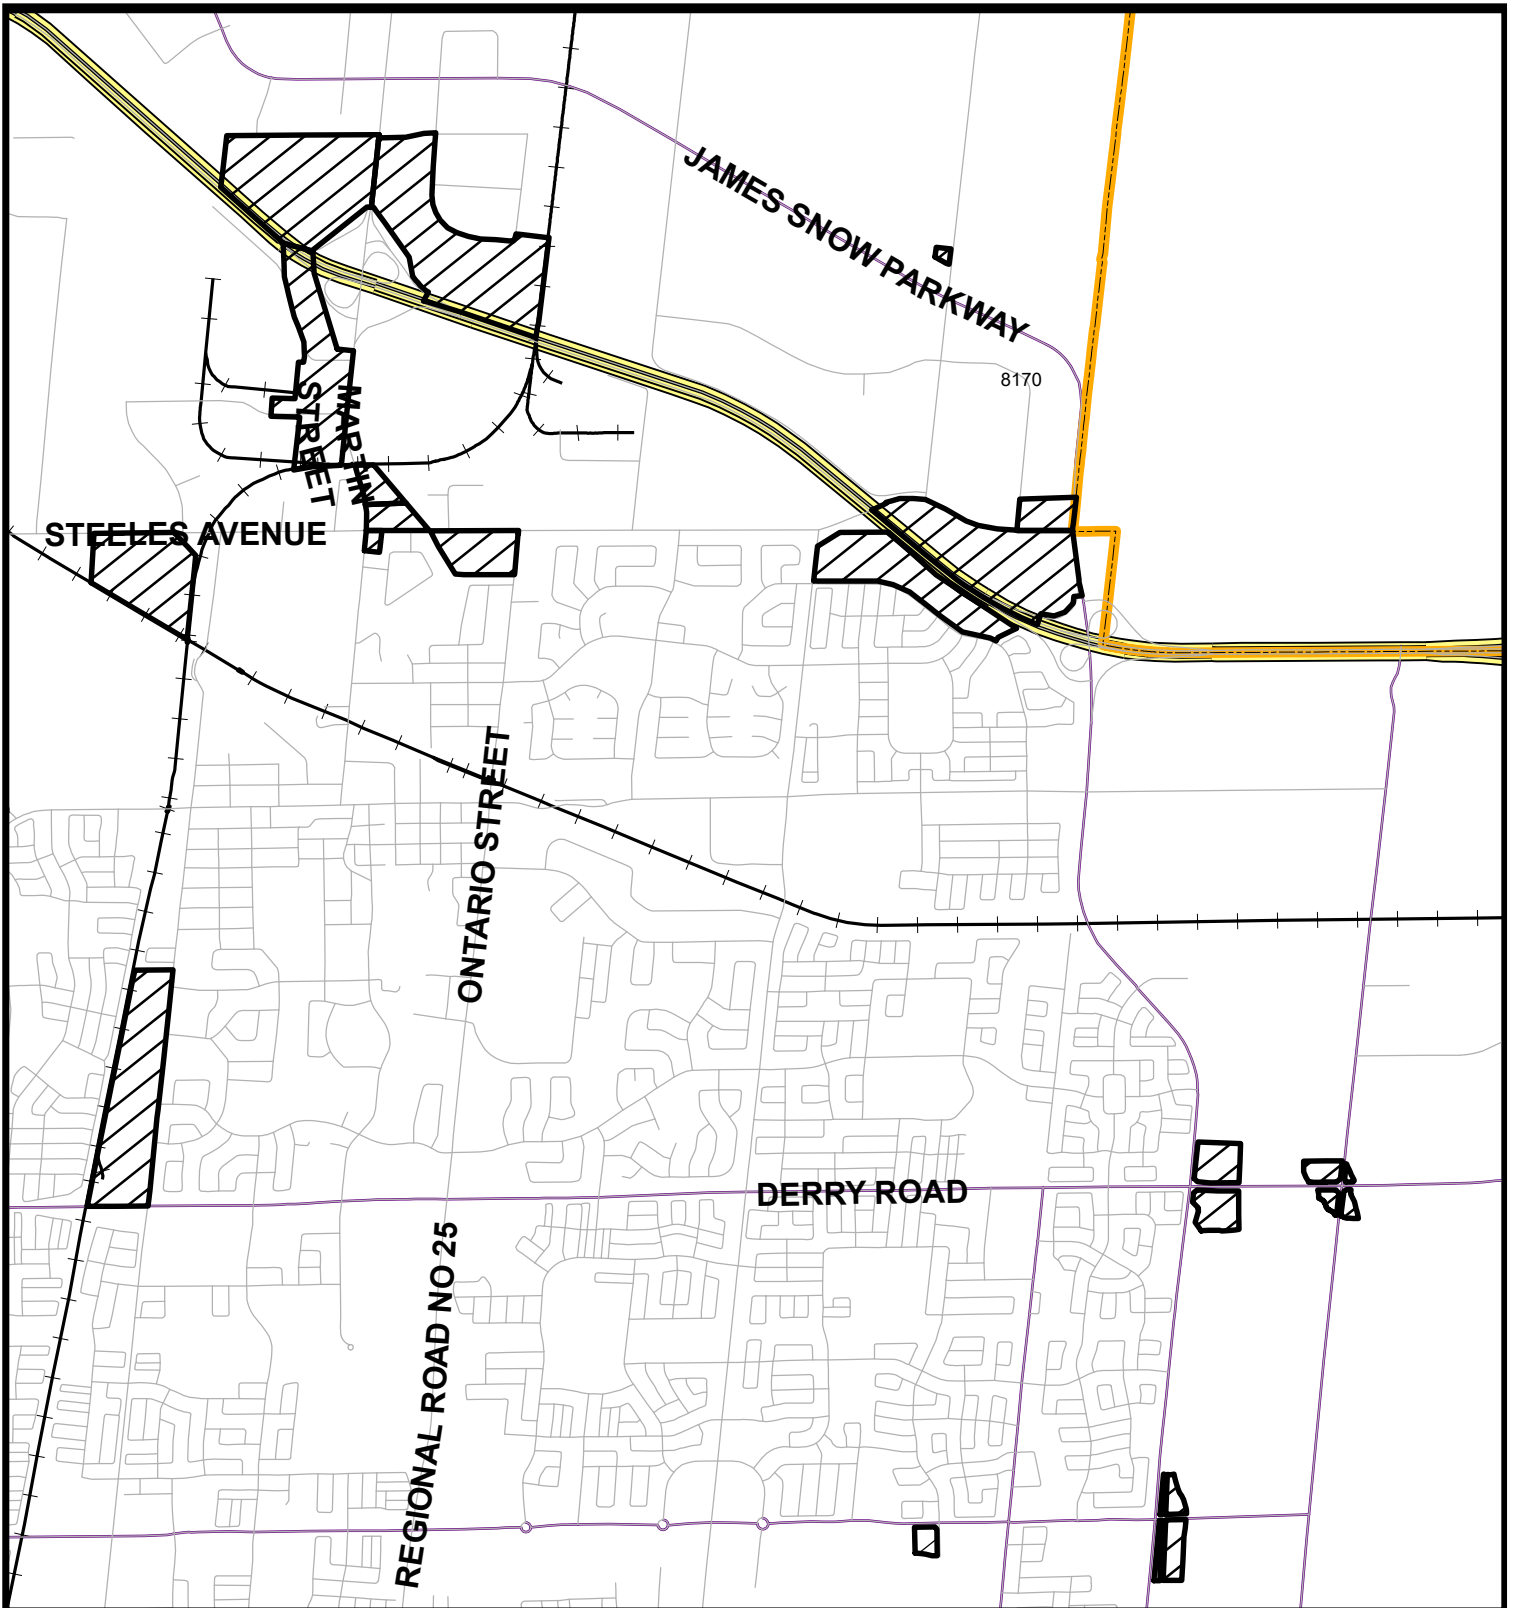 JAMES SNOW PARKWAY
8170
MARTIN
STREET
STEELES AVENUE
ONTARIO STREET
DERRY ROAD
REGIONAL ROAD NO 25